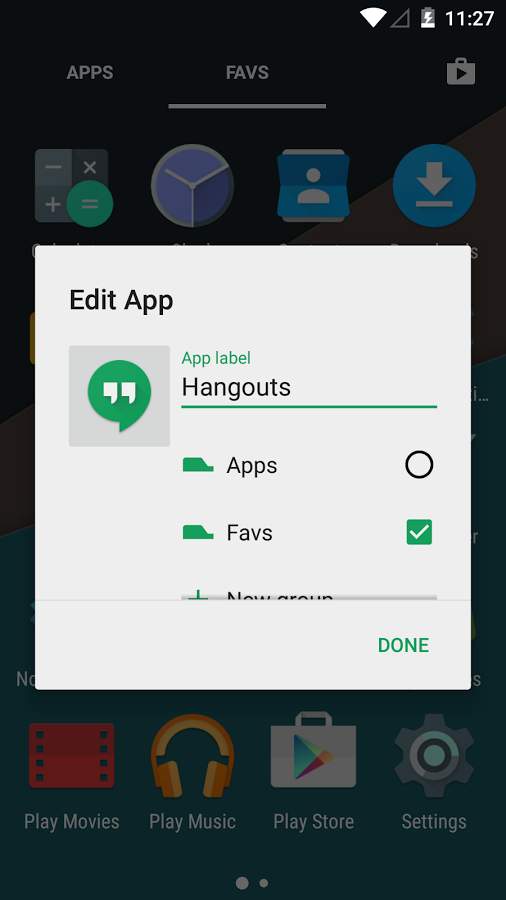 11:27
APPS
FAVS
Edit App
App label
Hangouts
Apps
Favs
New group
DONE
Play Movies
Play Music
Play Store
Settings